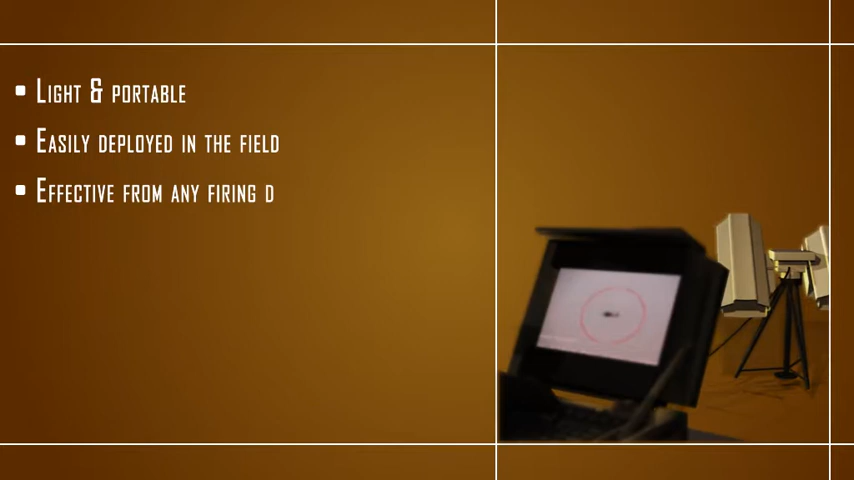 Light & portable
Easily deployed in the field
Effective from any firing d